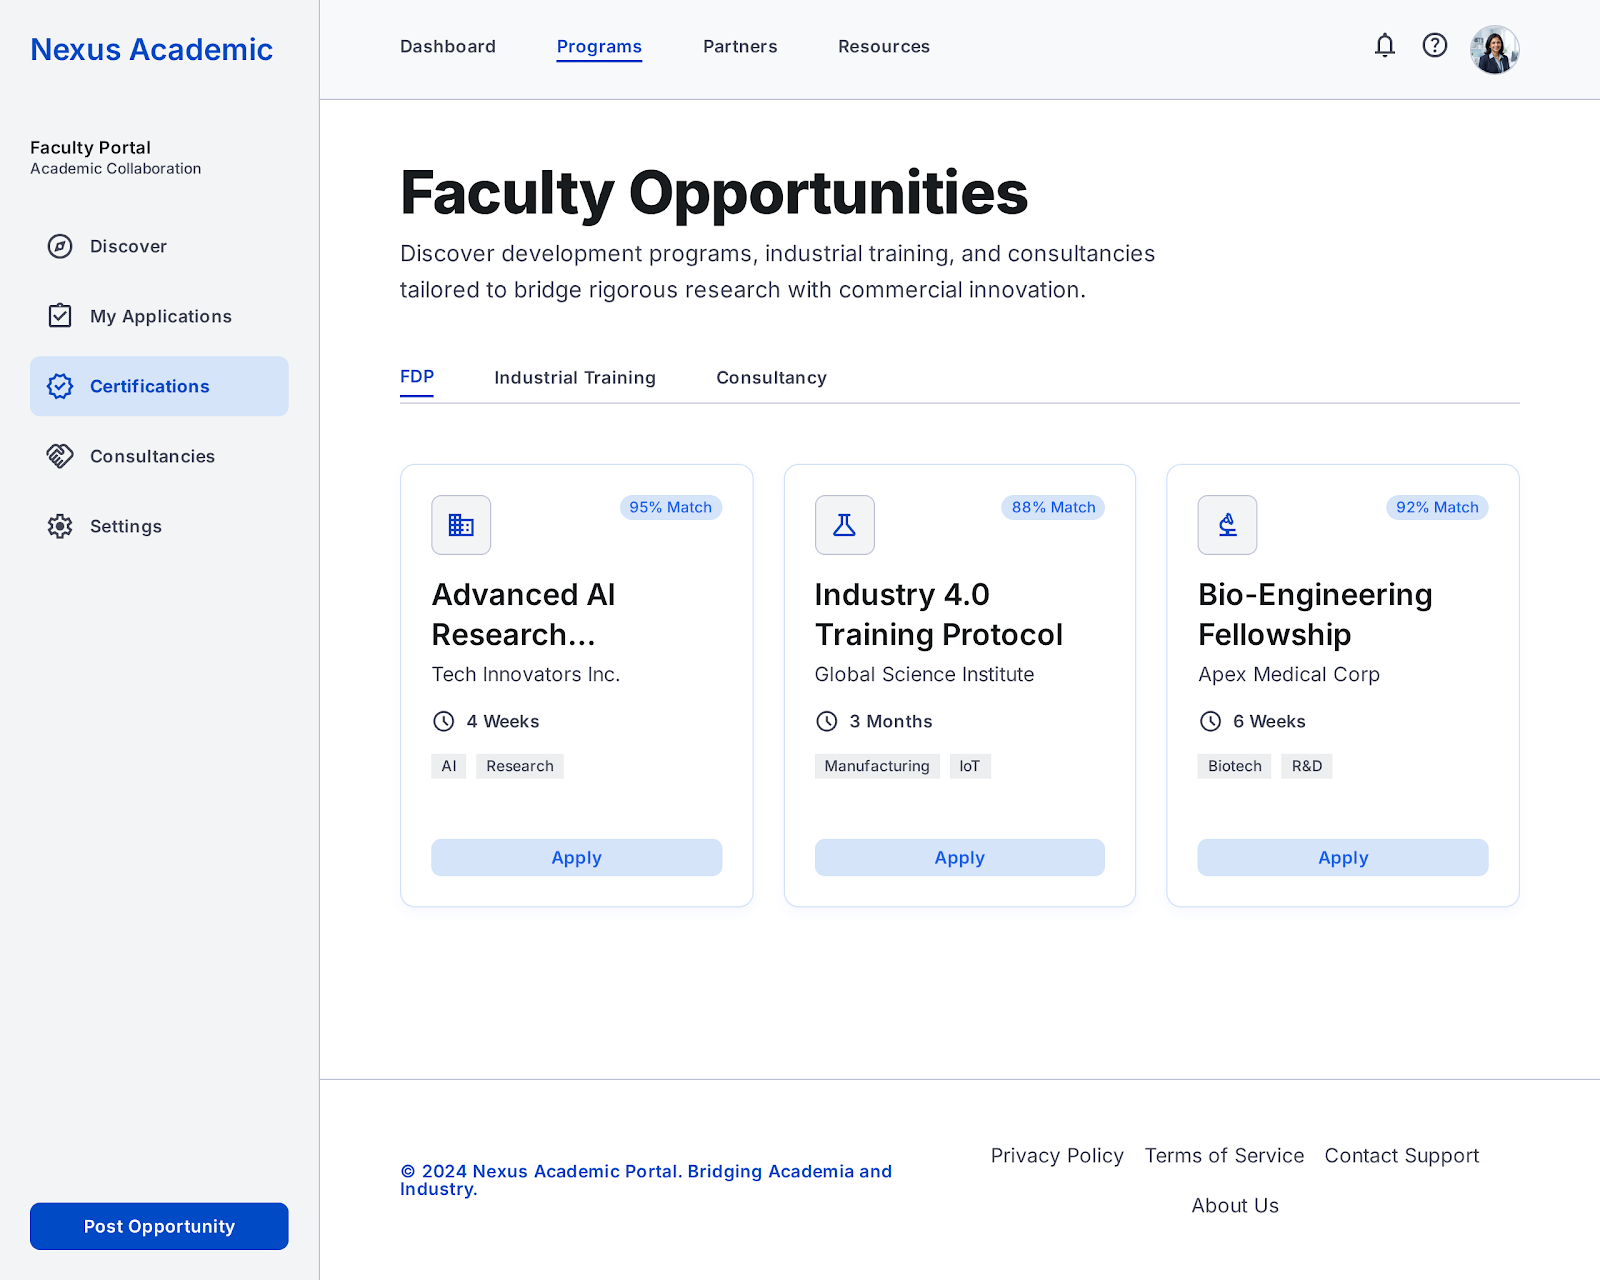 Nexus Academic
Faculty Portal
Academic Collaboration
Discover
My Applications
Certifications
Consultancies
Settings
Post Opportunity
Dashboard
Programs
Partners
Resources
Faculty Opportunities
Discover development programs, industrial training, and consultancies
tailored to bridge rigorous research with commercial innovation.
FDP
Industrial Training
Consultancy
95% Match
Advanced AI
Research...
Tech Innovators Inc.
4 Weeks
AI
Research
Apply
88% Match
Industry 4.0
Training Protocol
Global Science Institute
3 Months
Manufacturing
IoT
Apply
92% Match
Bio-Engineering
Fellowship
Apex Medical Corp
6 Weeks
Biotech
R&D
Apply
© 2024 Nexus Academic Portal. Bridging Academia and
Industry.
Privacy Policy
Terms of Service
Contact Support
About Us